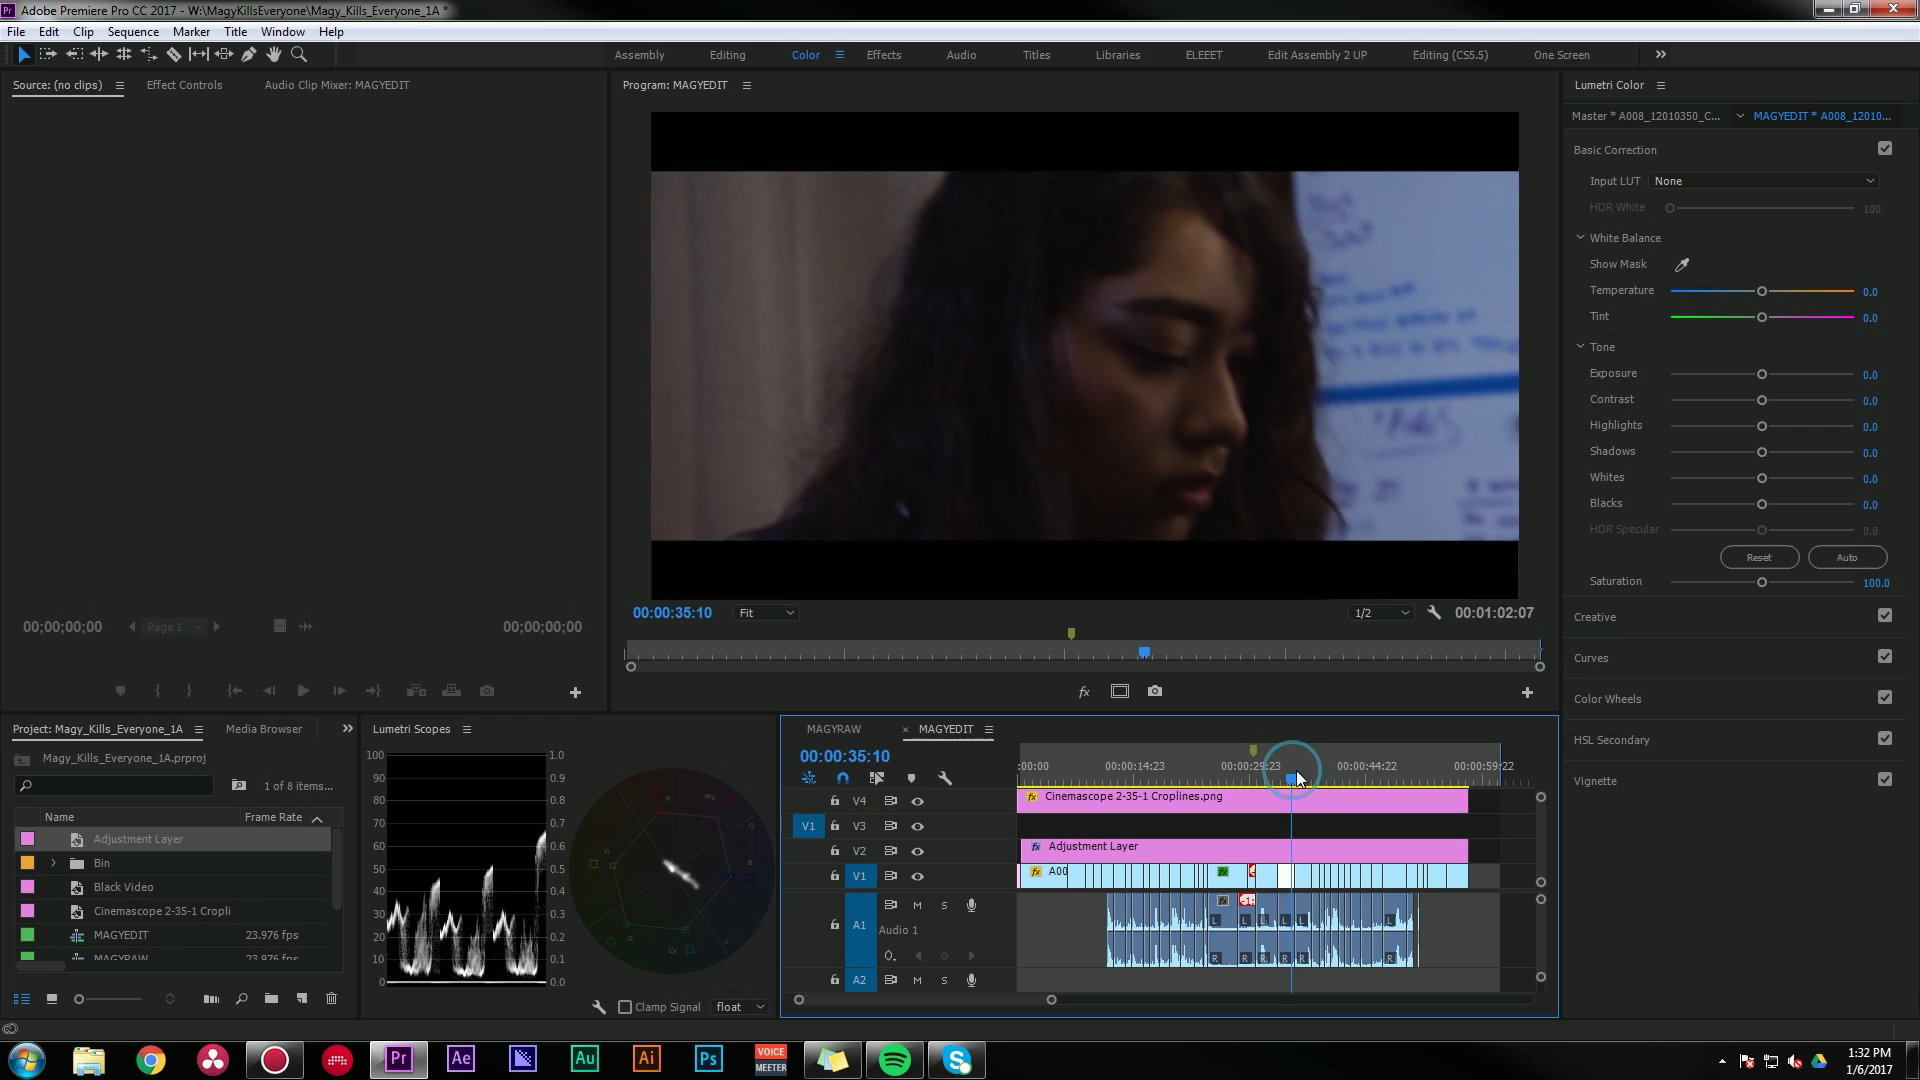 Adobe Premiere Pro CC 2017 - W:\MagyKillsEveryone\Magy_Kills_Everyone_1A *
File Edit Clip Sequence Marker Title Window Help
Assembly Editing Color Effects Audio Titles Libraries ELEEET Edit Assembly 2 UP Editing (CS5.5) One Screen
Source: (no clips) Effect Controls Audio Clip Mixer: MAGYEDIT
Program: MAGYEDIT
Lumetri Color
Master * A008_12010350_C... MAGYEDIT * A008_12010...
Basic Correction
Input LUT None
HDR White 100
White Balance
Show Mask
Temperature 0.0
Tint 0.0
Tone
Exposure 0.0
Contrast 0.0
Highlights 0.0
Shadows 0.0
Whites 0.0
Blacks 0.0
HDR Specular 0.0
Reset Auto
Saturation 100.0
Creative
Curves
Color Wheels
HSL Secondary
Vignette
00;00;00;00 Page 1 00;00;00;00
00:00:35:10 Fit 1/2 00:01:02:07
fx
Project: Magy_Kills_Everyone_1A Media Browser
Magy_Kills_Everyone_1A.prproj
1 of 8 items...
Name Frame Rate
Adjustment Layer
Bin
Black Video
Cinemascope 2-35-1 Cropli
MAGYEDIT 23.976 fps
MAGYRAW 23.976 fps
Lumetri Scopes
100 1.0
90 0.9
80 0.8
70 0.7
60 0.6
50 0.5
40 0.4
30 0.3
20 0.2
10 0.1
0 0.0
Clamp Signal float
MAGYRAW MAGYEDIT
00:00:35:10
:00:00 00:00:14:23 00:00:29:23 00:00:44:22 00:00:59:22
V4 fx Cinemascope 2-35-1 Croplines.png
V1 V3
V2 fx Adjustment Layer
V1 fx A00 fx
A1 M S fx
Audio 1
L L L L L L
R R R R R R
A2 M S
Pr Ae Au Ai Ps VOICE MEETER
1:32 PM
1/6/2017